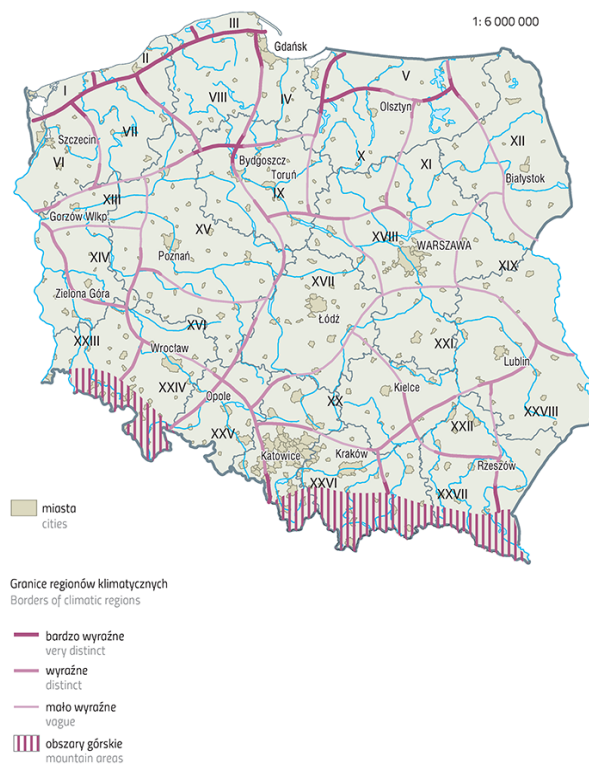 1: 6 000 000
III
Gdańsk
II
I
V
VIII
IV
Olsztyn
VII
XII
Szczecin
VI
Bydgoszcz
X
XI
Toruń
Białystok
IX
XIII
Gorzów Wlkp.
XV
XVIII
WARSZAWA
Poznań
XIV
XIX
XVII
Zielona Góra
Łódź
XVI
XXIII
Wrocław
XXI
Lublin
XXIV
Kielce
Opole
XX
XXVIII
XXV
XXII
Katowice
Kraków
Rzeszów
XXVI
XXVII
miasta
cities
Granice regionów klimatycznych
Borders of climatic regions
bardzo wyraźne
very distinct
wyraźne
distinct
mało wyraźne
vague
obszary górskie
mountain areas